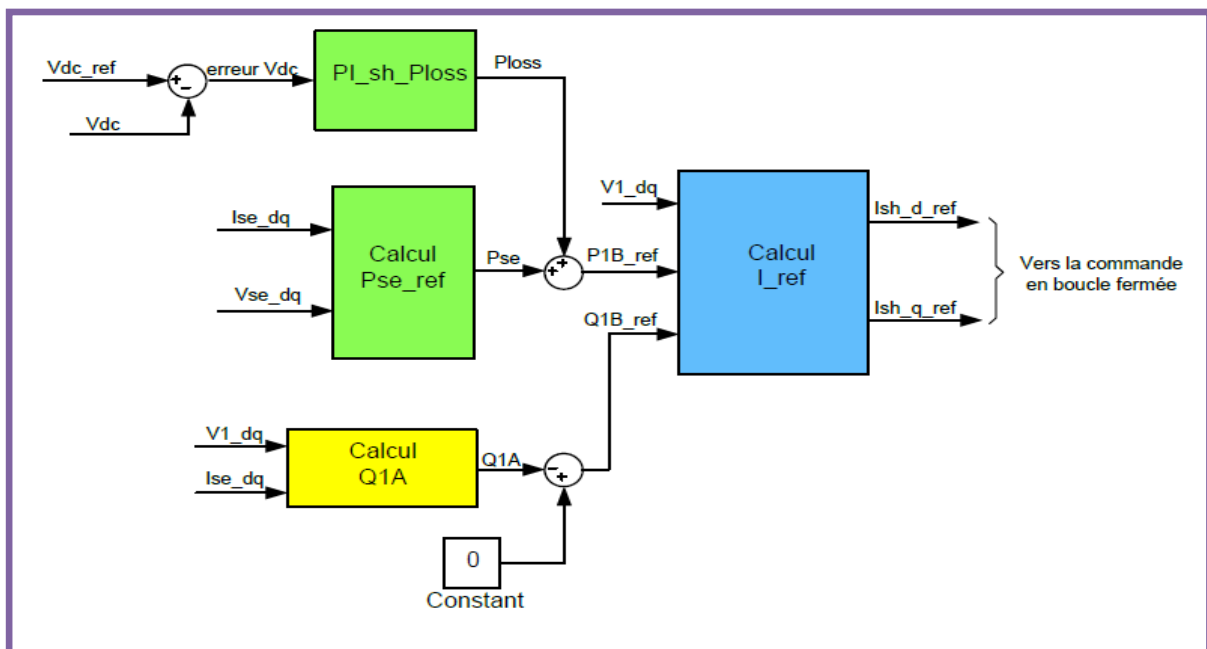 Vdc_ref
+
-
erreur Vdc
Vdc
PI_sh_Ploss
Ploss
Ise_dq
Vse_dq
Calcul
Pse_ref
Pse
+
+
V1_dq
P1B_ref
Q1B_ref
Calcul
I_ref
Ish_d_ref
Ish_q_ref
Vers la commande
en boucle fermée
V1_dq
Ise_dq
Calcul
Q1A
Q1A
-
+
0
Constant